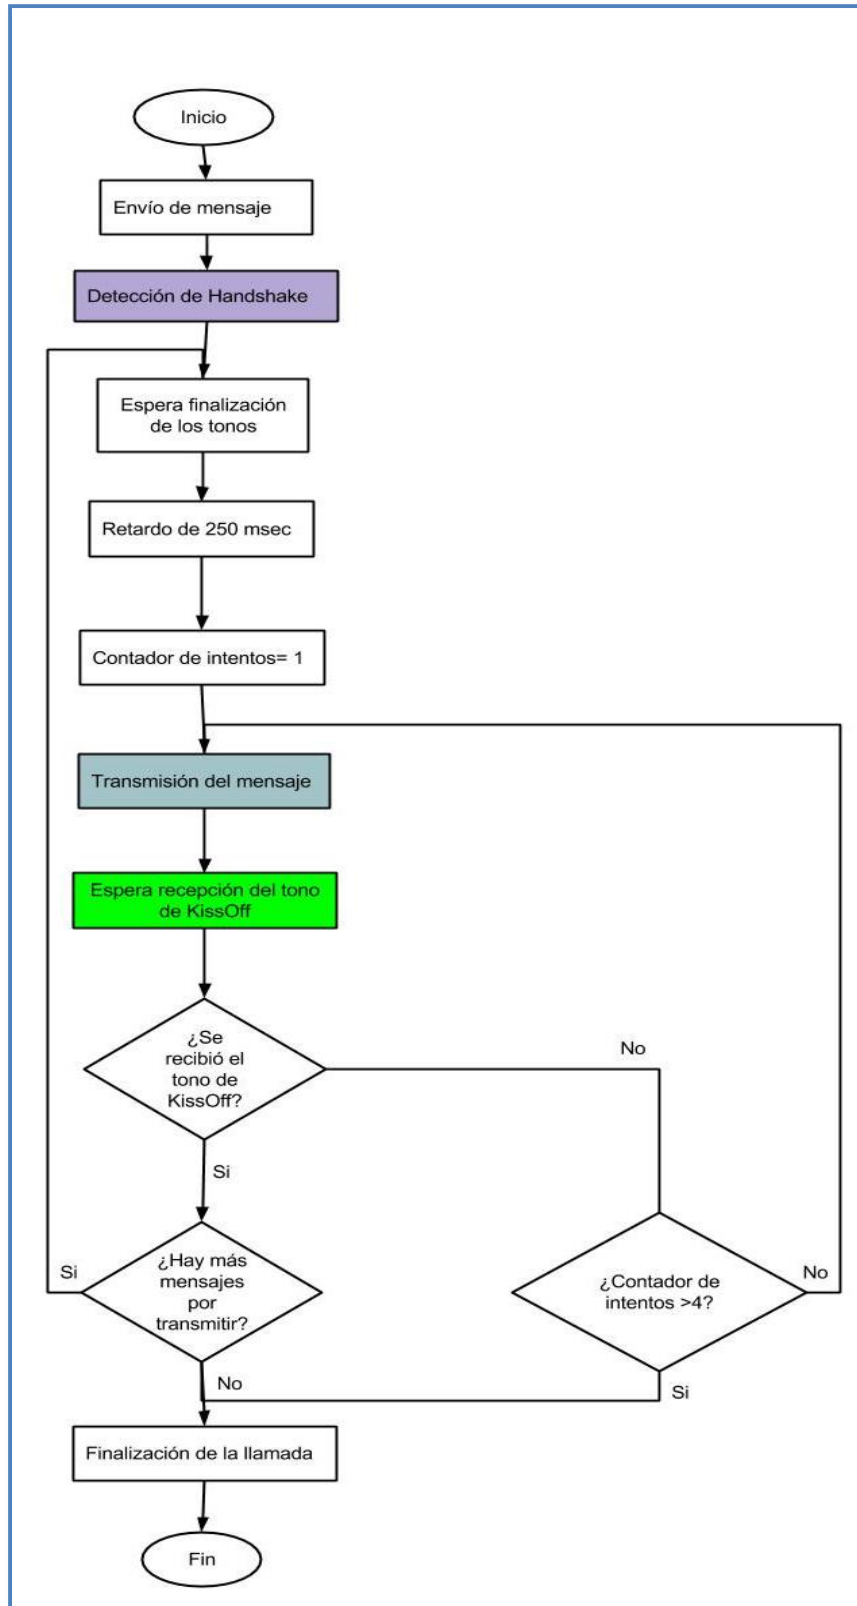 Inicio
Envío de mensaje
Detección de Handshake
Espera finalización
de los tonos
Retardo de 250 msec
Contador de intentos= 1
Transmisión del mensaje
Espera recepción del tono
de KissOff
¿Se
recibió el
tono de
KissOff?
No
Si
¿Hay más
mensajes
por
transmitir?
Si
¿Contador de
intentos >4?
No
No
Si
Finalización de la llamada
Fin